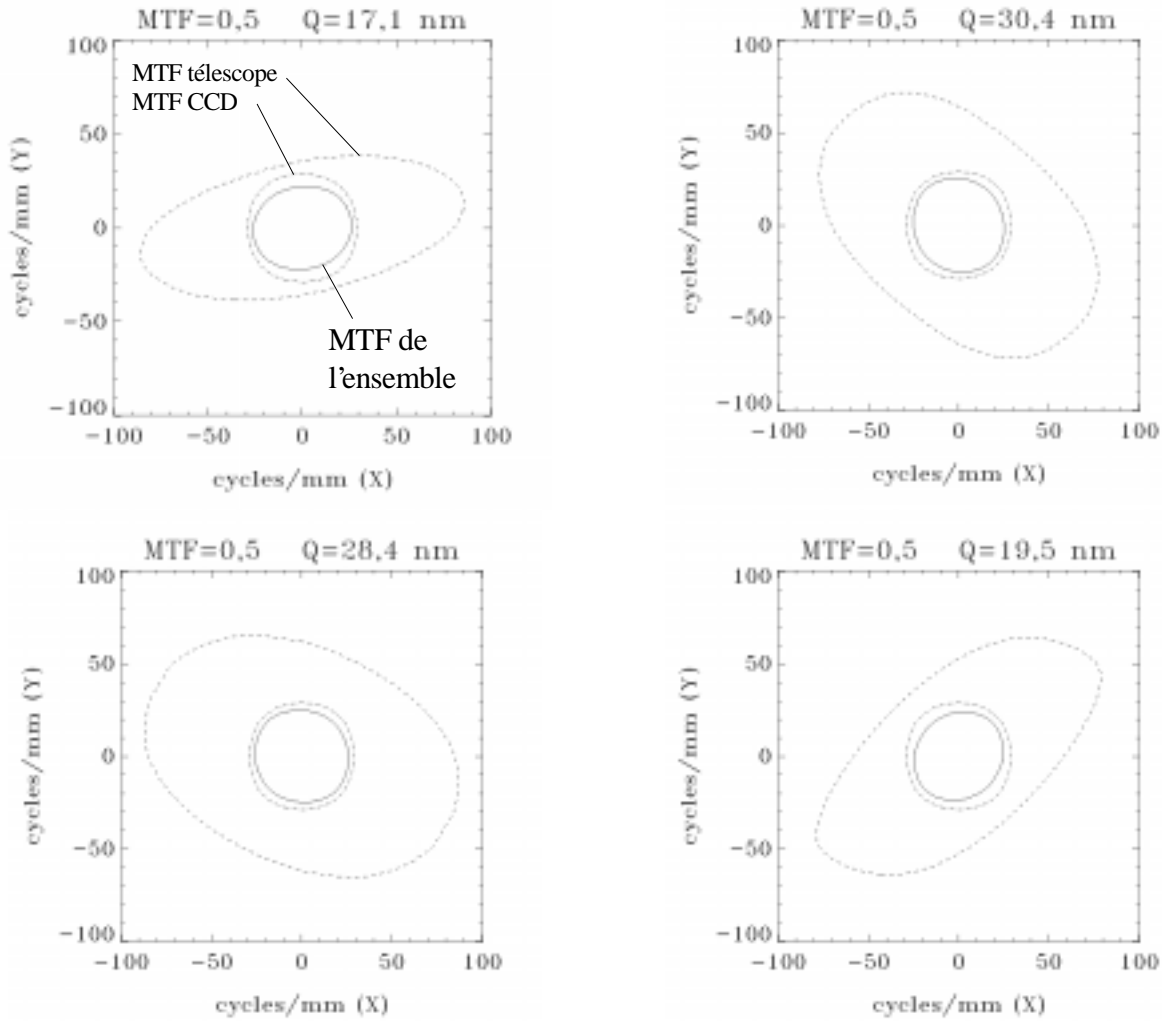 MTF=0,5 Q=17,1 nm
100
50
0
−50
−100
−100 −50 0 50 100
cycles/mm (Y)
cycles/mm (X)
MTF télescope
MTF CCD
MTF de
l’ensemble
MTF=0,5 Q=30,4 nm
100
50
0
−50
−100
−100 −50 0 50 100
cycles/mm (Y)
cycles/mm (X)
MTF=0,5 Q=28,4 nm
100
50
0
−50
−100
−100 −50 0 50 100
cycles/mm (Y)
cycles/mm (X)
MTF=0,5 Q=19,5 nm
100
50
0
−50
−100
−100 −50 0 50 100
cycles/mm (Y)
cycles/mm (X)